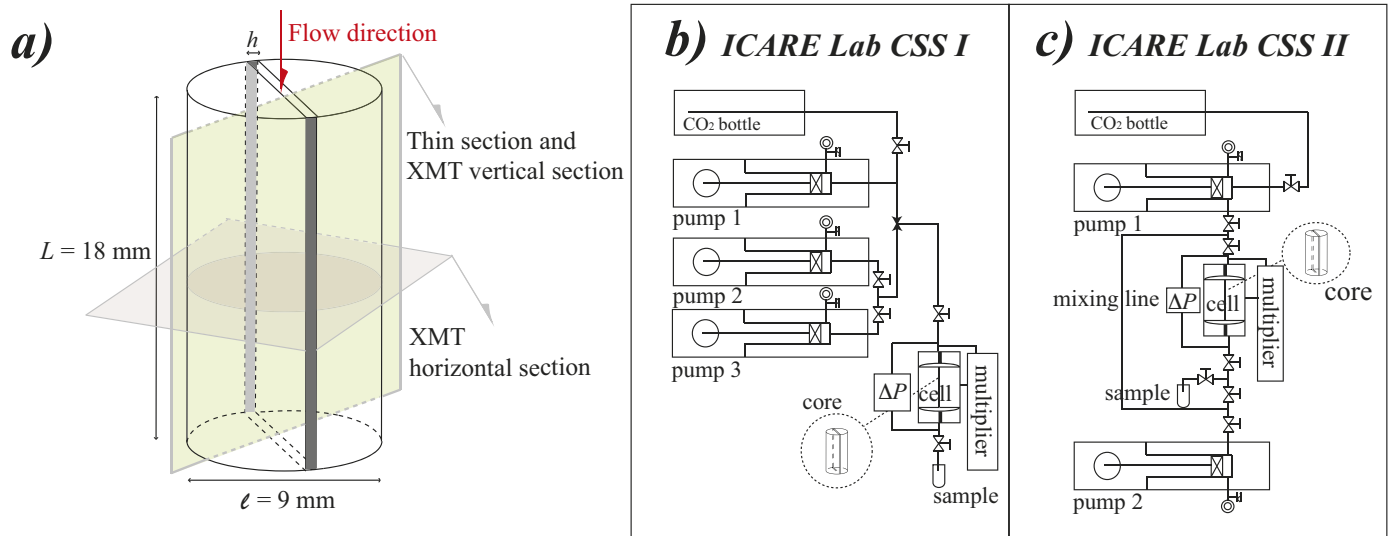 a)
h
Flow direction
Thin section and
XMT vertical section
L = 18 mm
XMT
horizontal section
ℓ = 9 mm
b) ICARE Lab CSS I
CO₂ bottle
pump 1
pump 2
pump 3
ΔP
cell
multiplier
core
sample
c) ICARE Lab CSS II
CO₂ bottle
pump 1
mixing line
ΔP
cell
multiplier
core
sample
pump 2